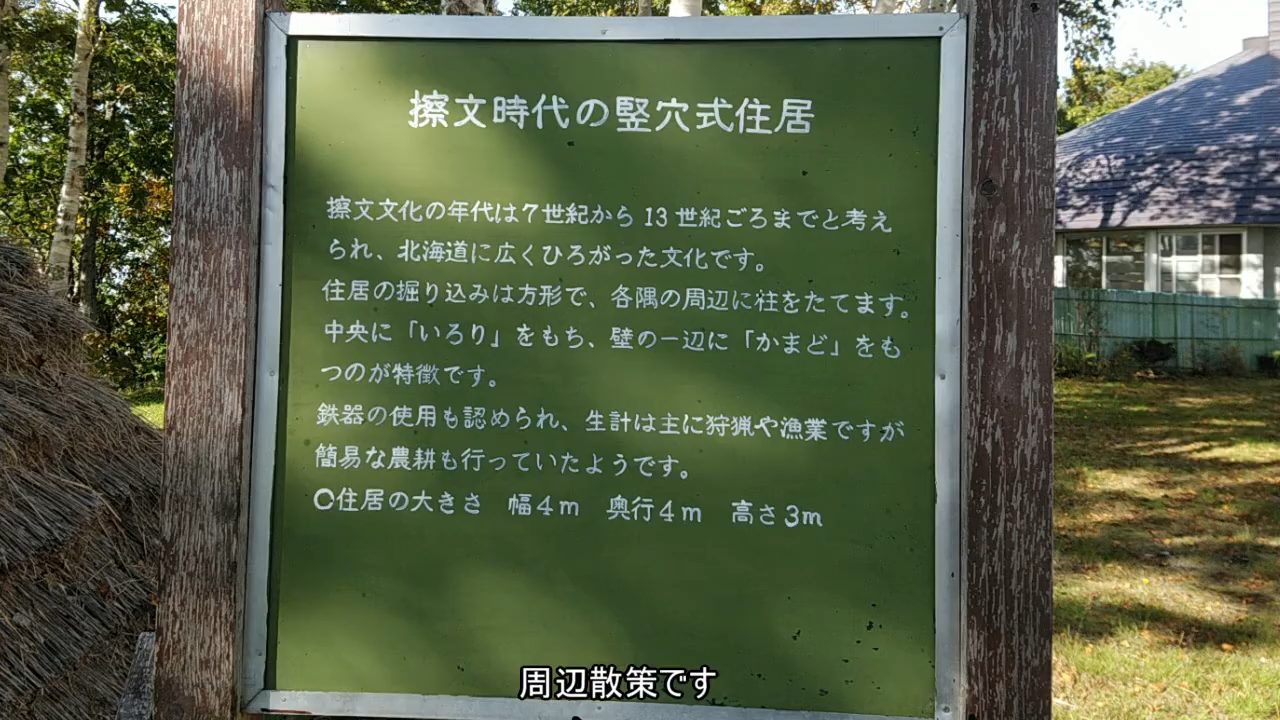 擦文時代の竪穴式住居
擦文文化の年代は7世紀から13世紀ごろまでと考え
られ、北海道に広くひろがった文化です。
住居の掘り込みは方形で、各隅の周辺に柱をたてます。
中央に「いろり」をもち、壁の一辺に「かまど」をも
つのが特徴です。
鉄器の使用も認められ、生計は主に狩猟や漁業ですが
簡易な農耕も行っていたようです。
○住居の大きさ 幅4m 奥行4m 高さ3m
周辺散策です